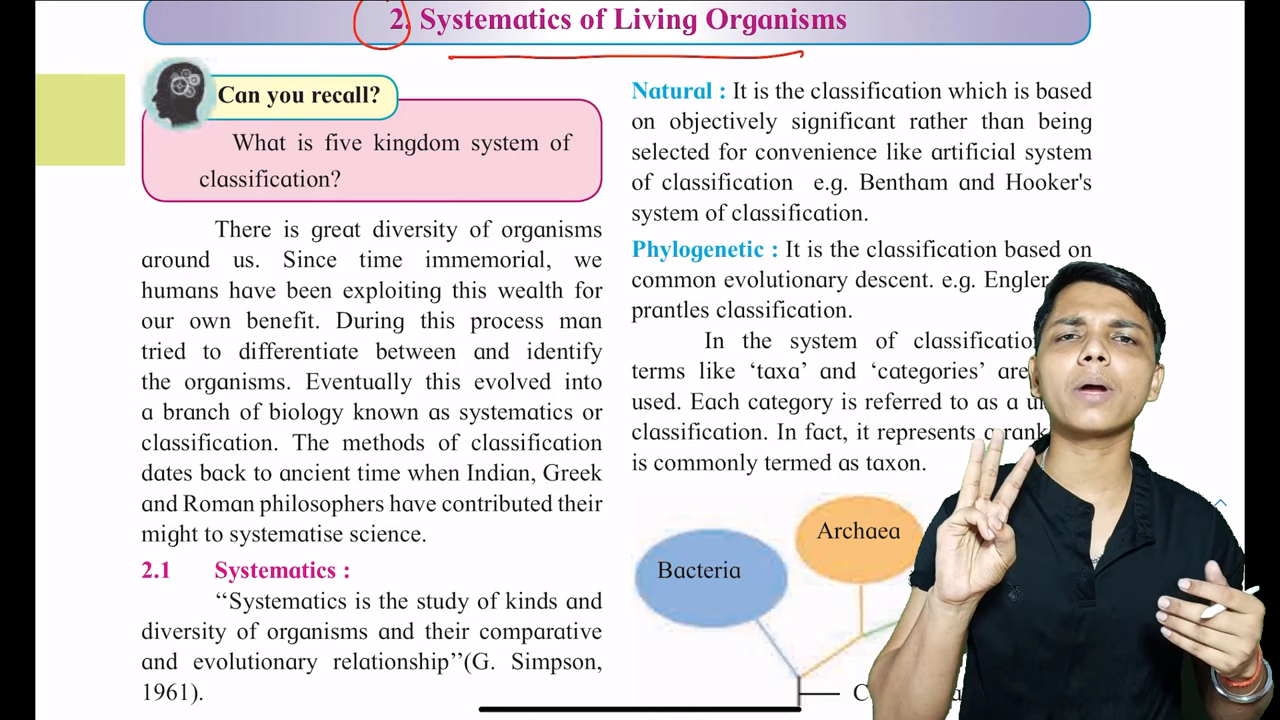 2. Systematics of Living Organisms
Can you recall?
What is five kingdom system of
classification?
There is great diversity of organisms
around us. Since time immemorial, we
humans have been exploiting this wealth for
our own benefit. During this process man
tried to differentiate between and identify
the organisms. Eventually this evolved into
a branch of biology known as systematics or
classification. The methods of classification
dates back to ancient time when Indian, Greek
and Roman philosophers have contributed their
might to systematise science.
2.1 Systematics :
“Systematics is the study of kinds and
diversity of organisms and their comparative
and evolutionary relationship”(G. Simpson,
1961).
Natural : It is the classification which is based
on objectively significant rather than being
selected for convenience like artificial system
of classification e.g. Bentham and Hooker's
system of classification.
Phylogenetic : It is the classification based on
common evolutionary descent. e.g. Engler
prantles classification.
In the system of classification
terms like ‘taxa’ and ‘categories’ are
used. Each category is referred to as a
classification. In fact, it represents a rank
is commonly termed as taxon.
Archaea
Bacteria